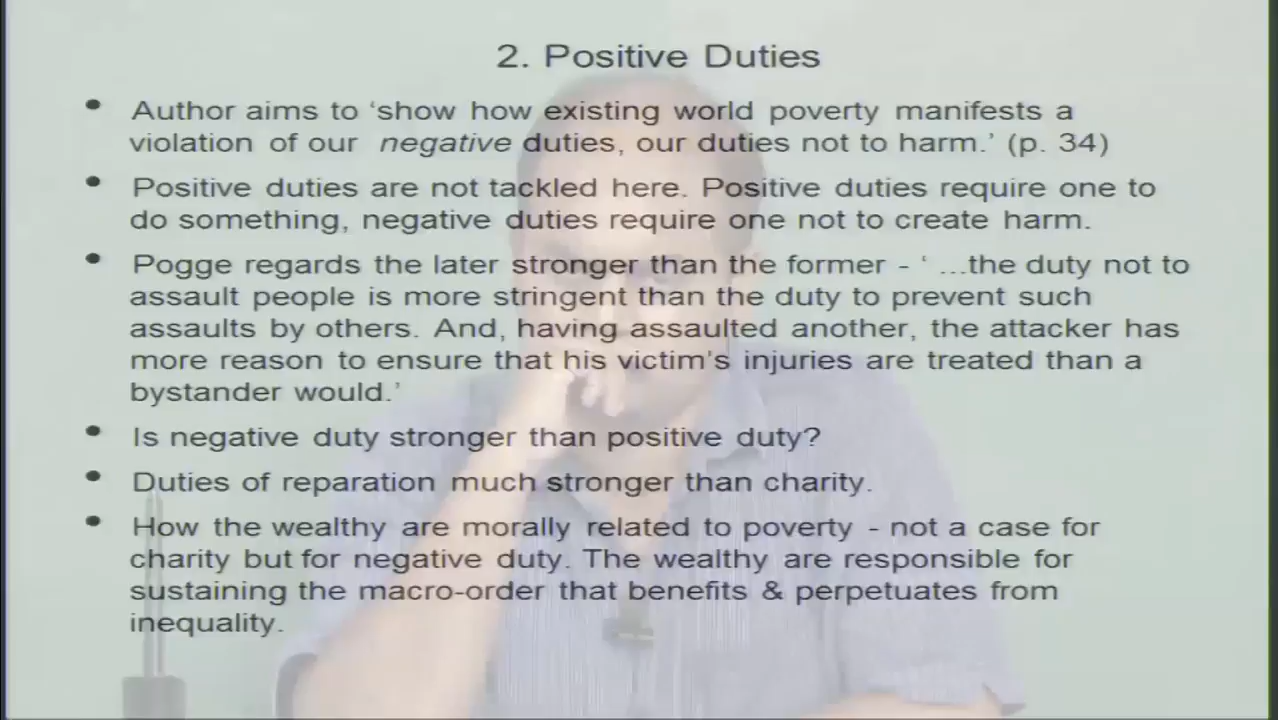 2. Positive Duties
• Author aims to ‘show how existing world poverty manifests a
violation of our negative duties, our duties not to harm.’ (p. 34)
• Positive duties are not tackled here. Positive duties require one to
do something, negative duties require one not to create harm.
• Pogge regards the later stronger than the former - ‘ ...the duty not to
assault people is more stringent than the duty to prevent such
assaults by others. And, having assaulted another, the attacker has
more reason to ensure that his victim's injuries are treated than a
bystander would.’
• Is negative duty stronger than positive duty?
• Duties of reparation much stronger than charity.
• How the wealthy are morally related to poverty - not a case for
charity but for negative duty. The wealthy are responsible for
sustaining the macro-order that benefits & perpetuates from
inequality.